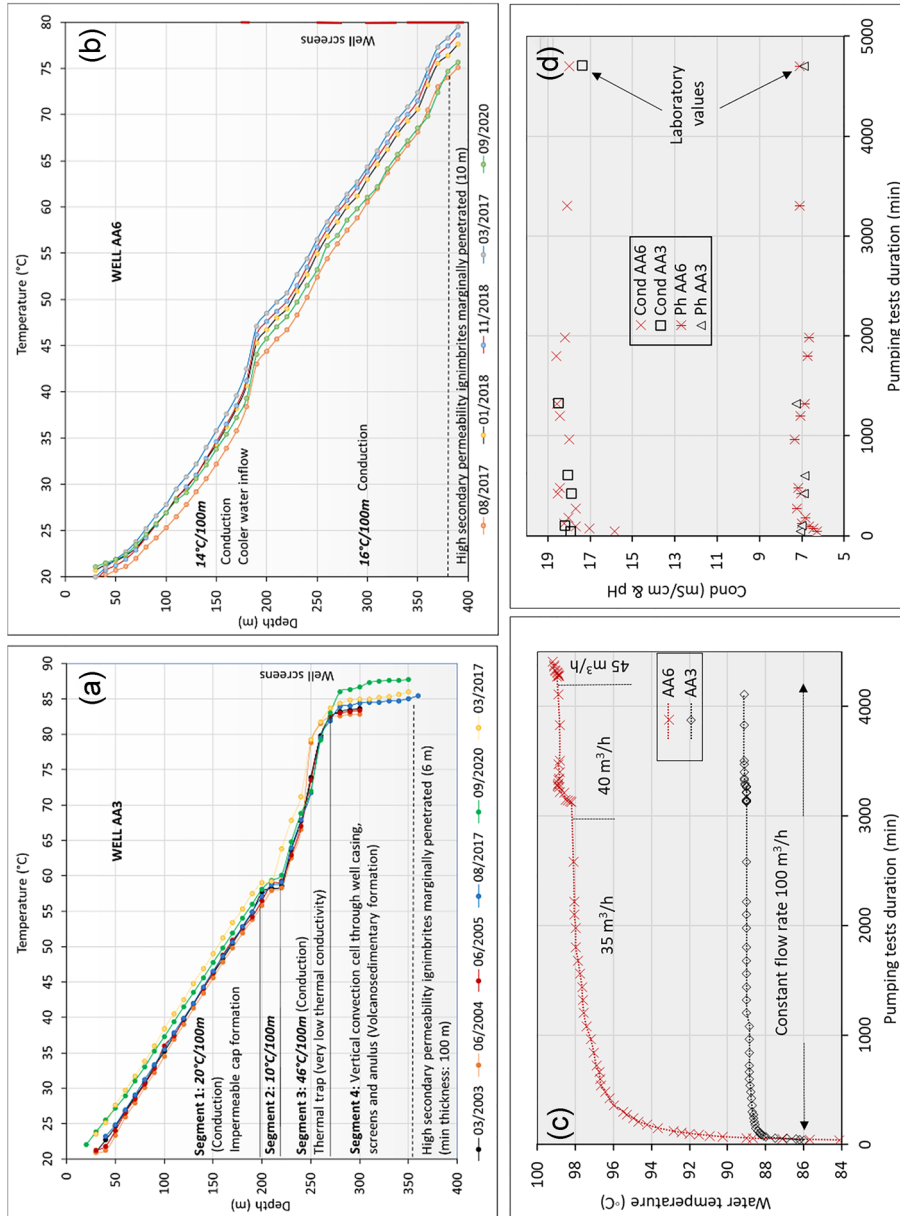 (a)
Temperature (°C)
20 25 30 35 40 45 50 55 60 65 70 75 80 85 90
Depth (m)
0
50
100
150
200
250
300
350
400
WELL AA3
Segment 1: 20°C/100m
(Conduction)
Impermeable cap formation
Segment 2: 10°C/100m
Segment 3: 46°C/100m (Conduction)
Thermal trap (very low thermal conductivity)
Segment 4: Vertical convection cell through well casing,
screens and anulus (Volcanosedimentary formation)
High secondary permeability ignimbrites marginally penetrated (6 m)
(min thickness: 100 m)
Well screens
03/2003 06/2004 06/2005 08/2017 09/2020 03/2017
(b)
Temperature (°C)
20 25 30 35 40 45 50 55 60 65 70 75 80
Depth (m)
0
50
100
150
200
250
300
350
400
WELL AA6
14°C/100m
Conduction
Cooler water inflow
16°C/100m Conduction
High secondary permeability ignimbrites marginally penetrated (10 m)
Well screens
08/2017 01/2018 11/2018 03/2017 09/2020
(c)
Water temperature (°C)
100
98
96
94
92
90
88
86
84
35 m³/h
40 m³/h
45 m³/h
AA6
AA3
Constant flow rate 100 m³/h
0 1000 2000 3000 4000
Pumping tests duration (min)
(d)
Cond (mS/cm & pH
19
17
15
13
11
9
7
5
Cond AA6
Cond AA3
Ph AA6
Ph AA3
Laboratory
values
0 1000 2000 3000 4000 5000
Pumping tests duration (min)